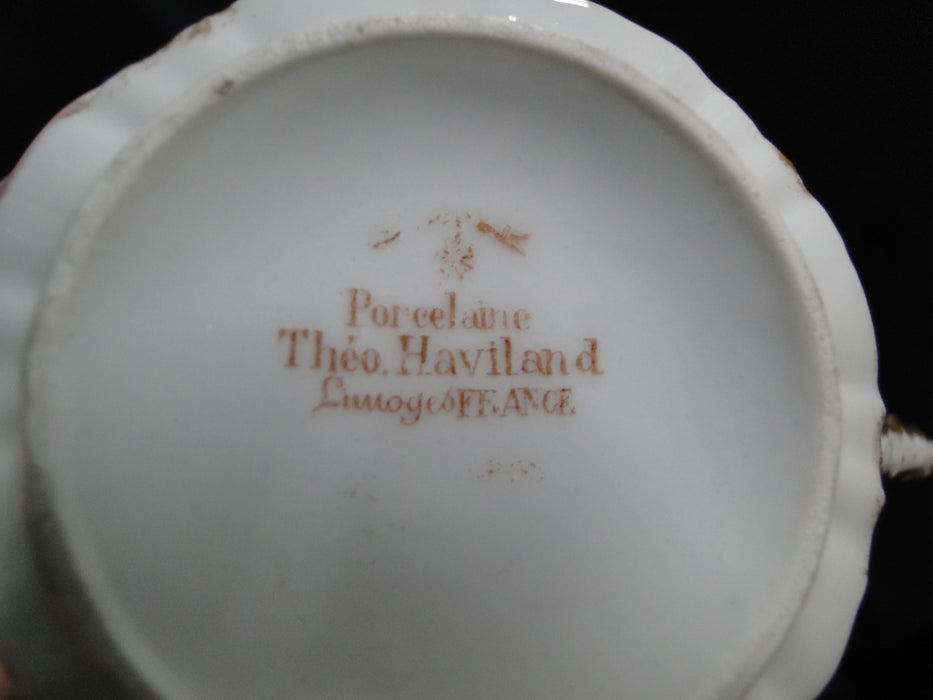 Porcelaine
Théo. Haviland
Limoges FRANCE